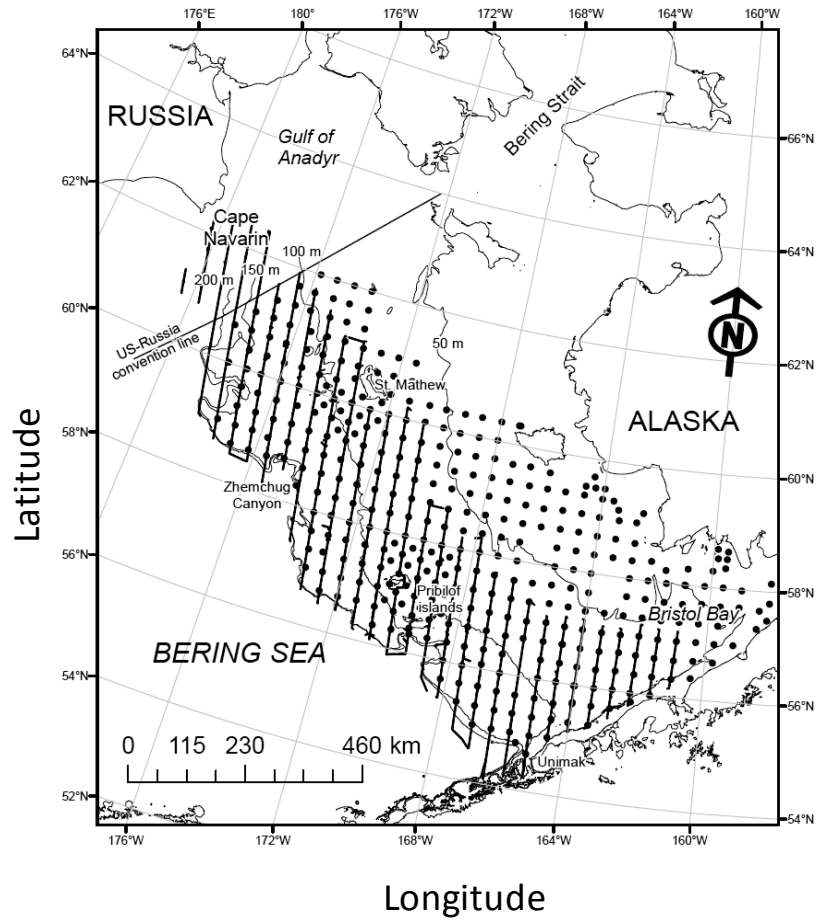 176°E 180° 176°W 172°W 168°W 164°W 160°W
64°N
RUSSIA
Gulf of
Anadyr
Bering Strait
66°N
62°N
Cape
Navarin
64°N
100 m
150 m
200 m
60°N
US-Russia
convention line
50 m
62°N
St. Mathew
ALASKA
58°N
60°N
Zhemchug
Canyon
56°N
Pribilof
islands
58°N
Bristol Bay
BERING SEA
54°N
56°N
0 115 230 460 km
Unimak
52°N
54°N
176°W 172°W 168°W 164°W 160°W
N
Latitude
Longitude